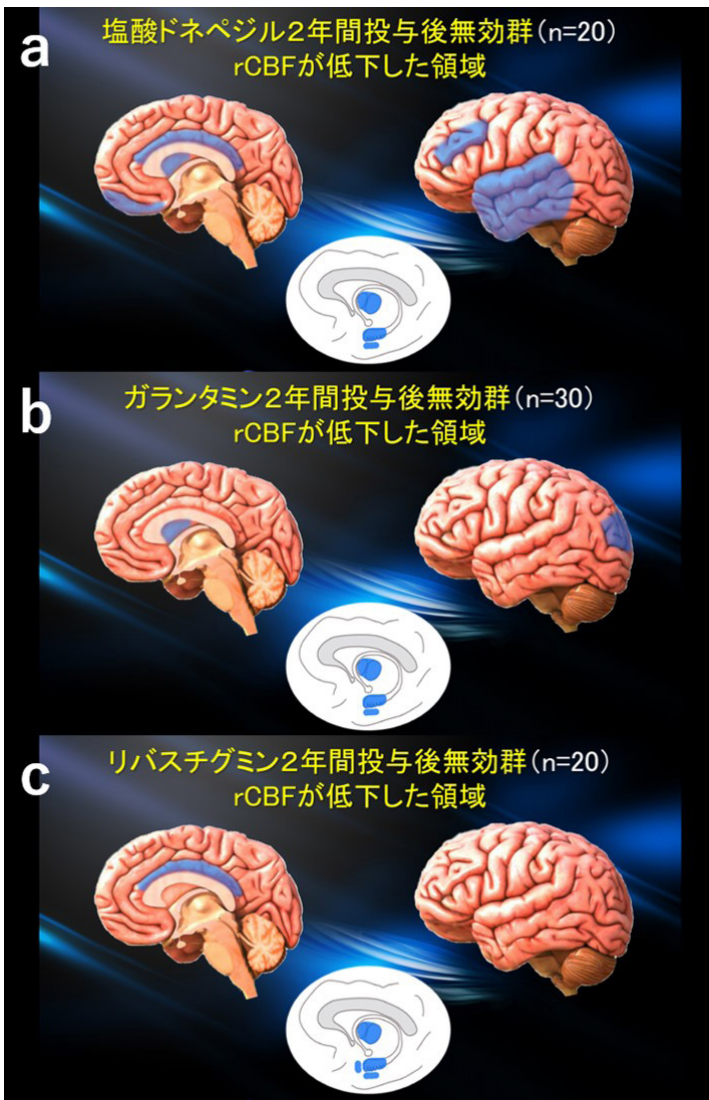 a
塩酸ドネペジル2年間投与後無効群(n=20)
rCBFが低下した領域
b
ガランタミン2年間投与後無効群(n=30)
rCBFが低下した領域
c
リバスチグミン2年間投与後無効群(n=20)
rCBFが低下した領域